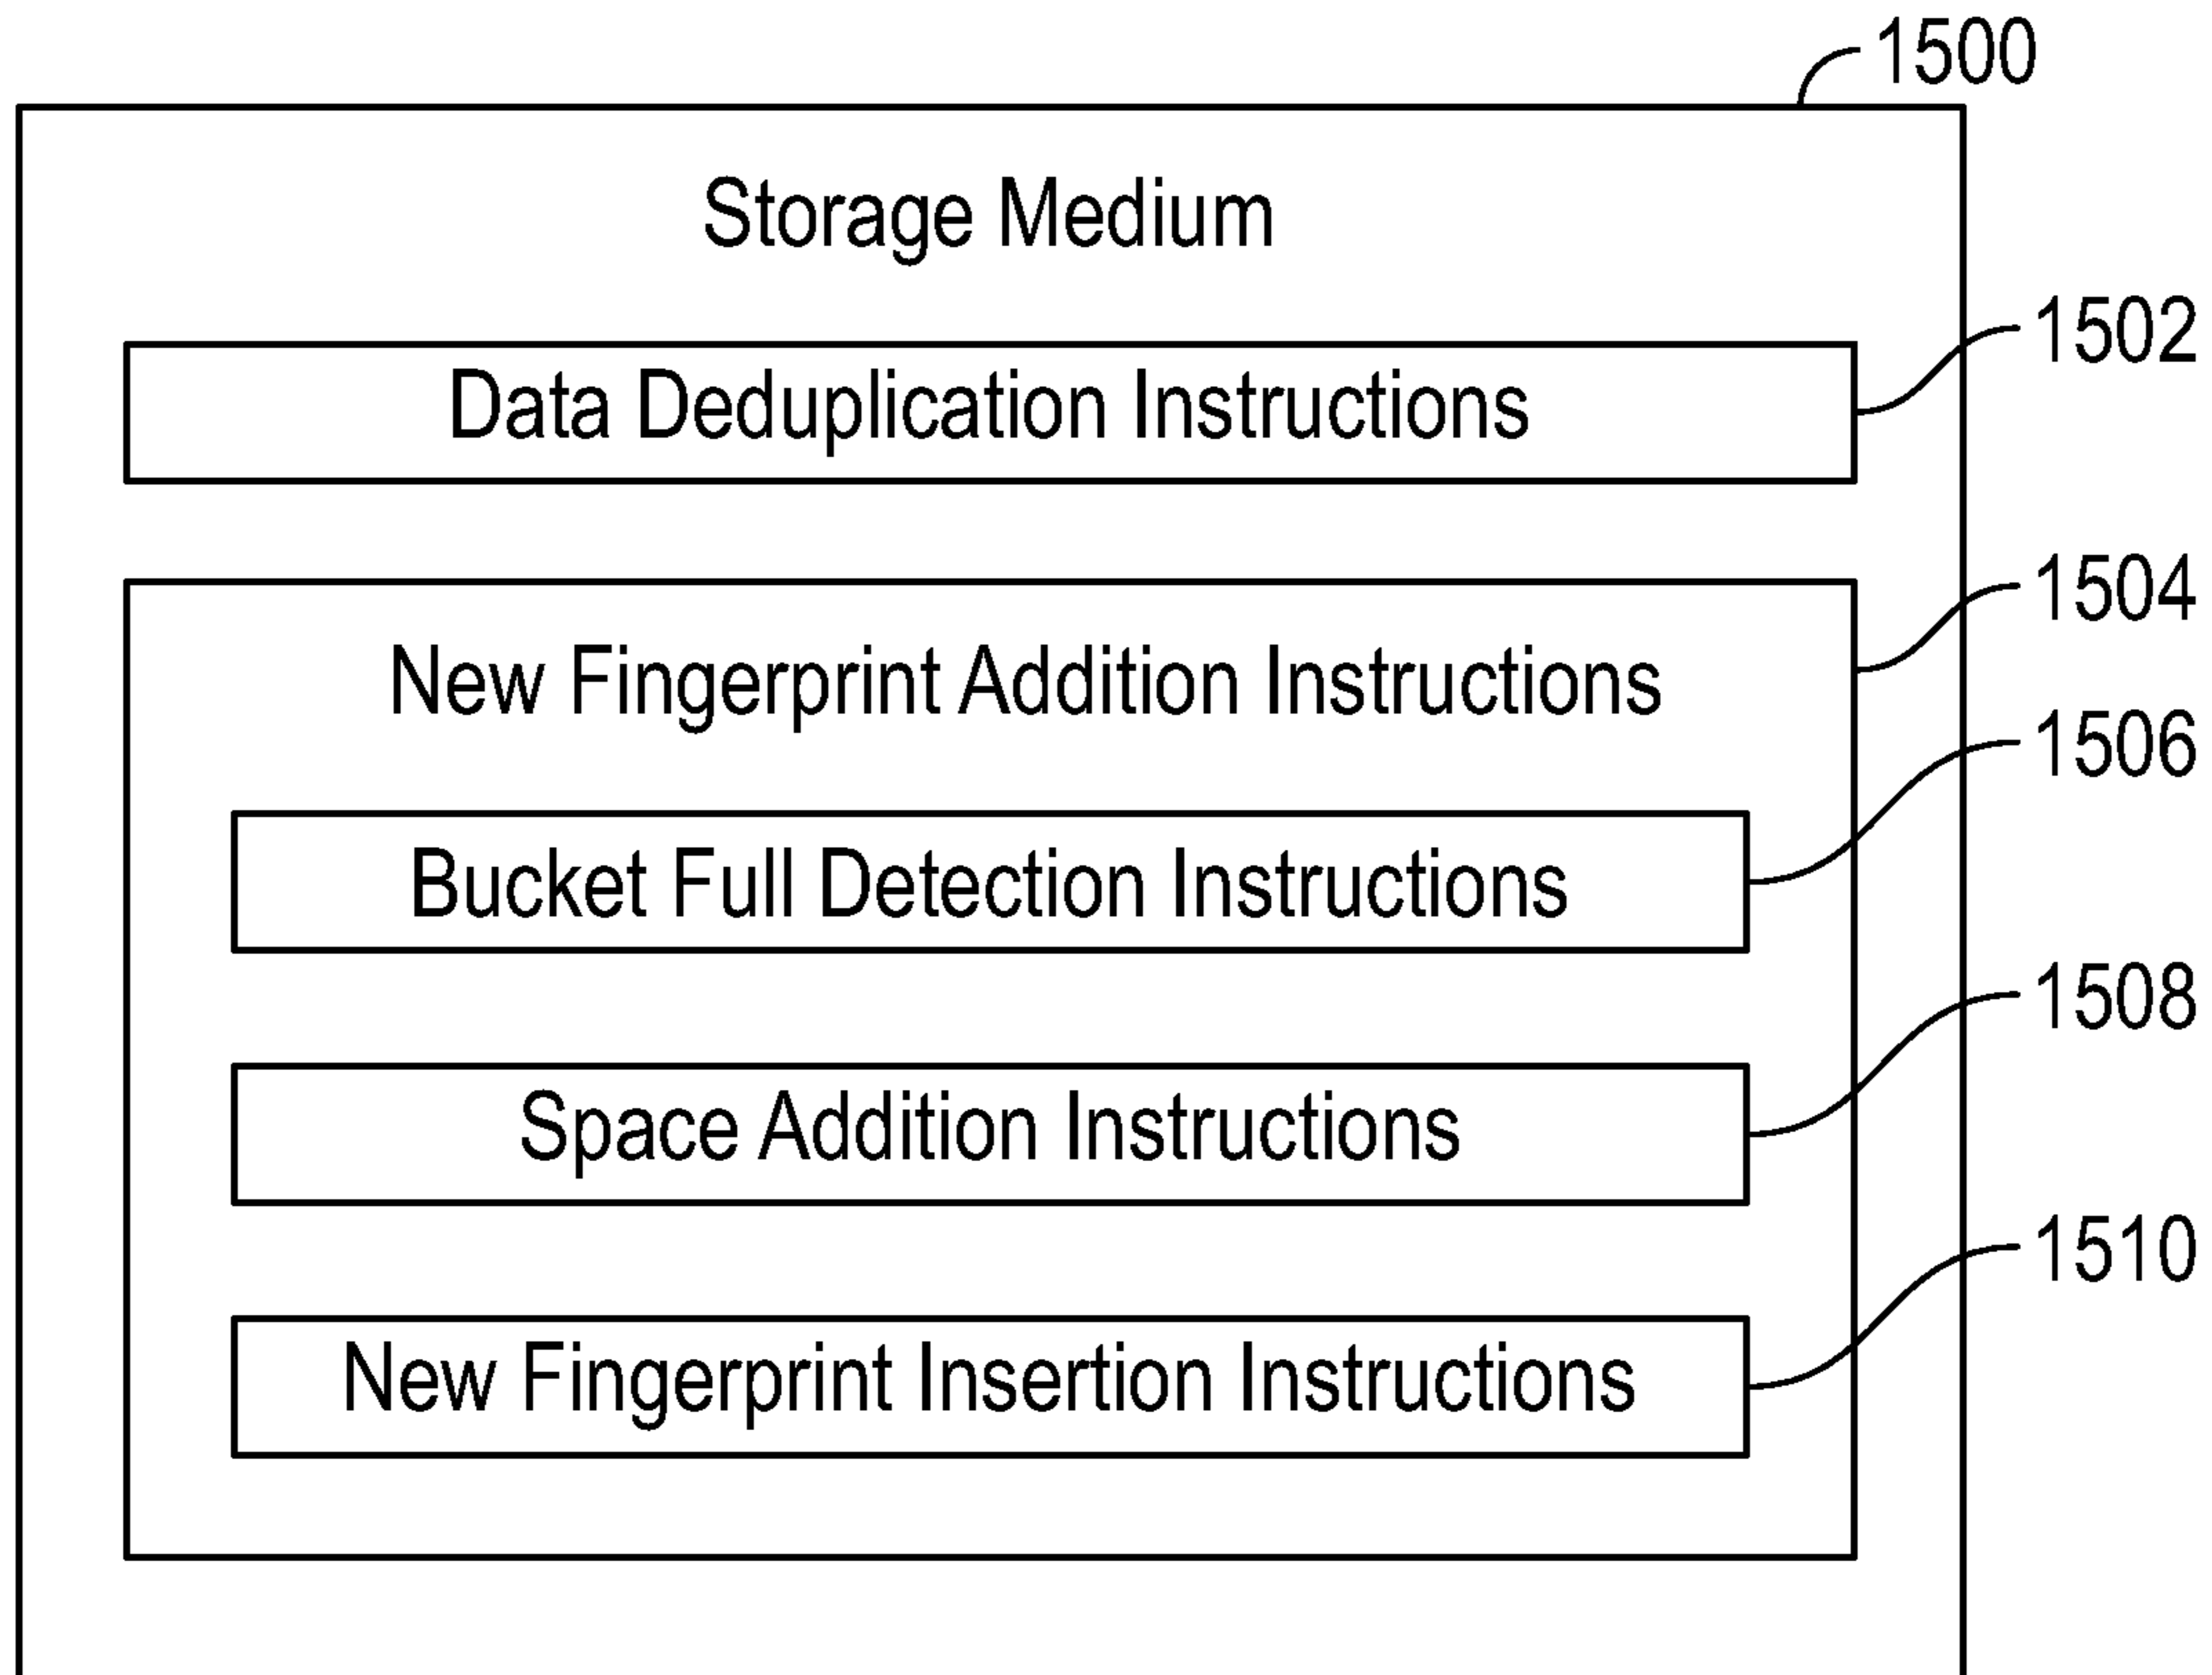 1500
Storage Medium
1502
Data Deduplication Instructions
1504
New Fingerprint Addition Instructions
1506
Bucket Full Detection Instructions
1508
Space Addition Instructions
1510
New Fingerprint Insertion Instructions